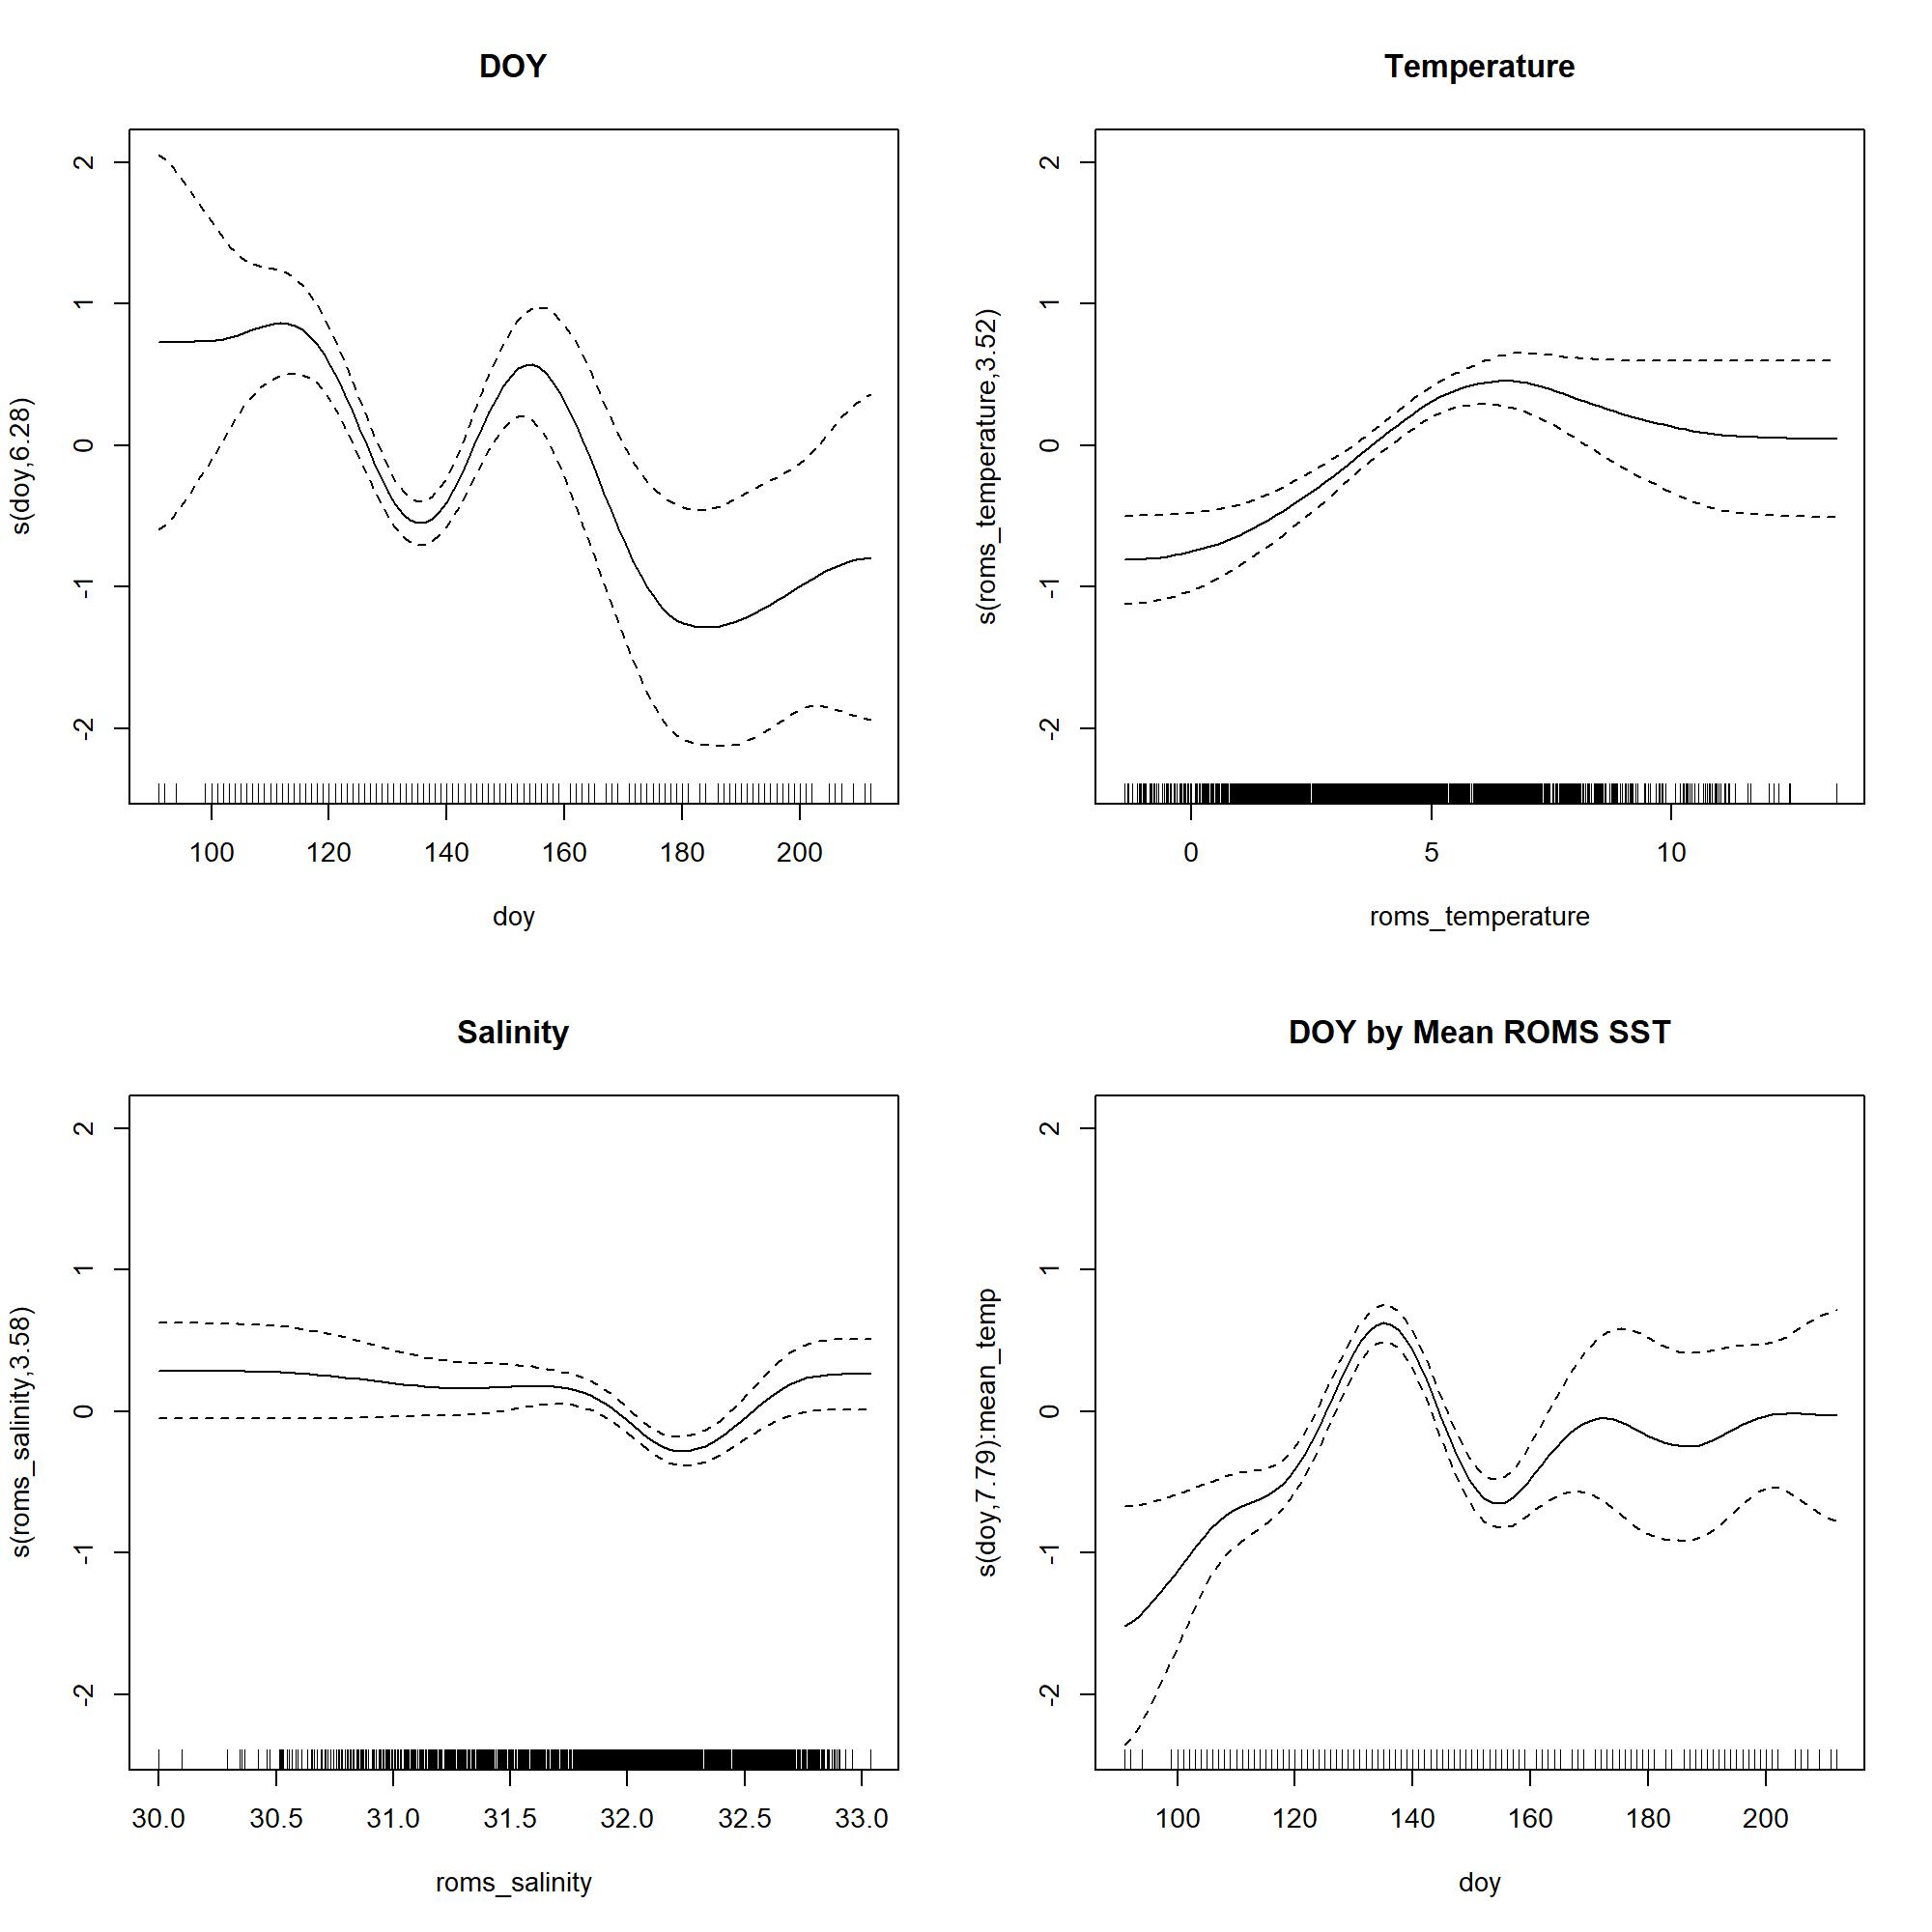 DOY
s(doy,6.28)
2
1
0
-1
-2
100 120 140 160 180 200
doy
Temperature
s(roms_temperature,3.52)
2
1
0
-1
-2
0 5 10
roms_temperature
Salinity
s(roms_salinity,3.58)
2
1
0
-1
-2
30.0 30.5 31.0 31.5 32.0 32.5 33.0
roms_salinity
DOY by Mean ROMS SST
s(doy,7.79):mean_temp
2
1
0
-1
-2
100 120 140 160 180 200
doy